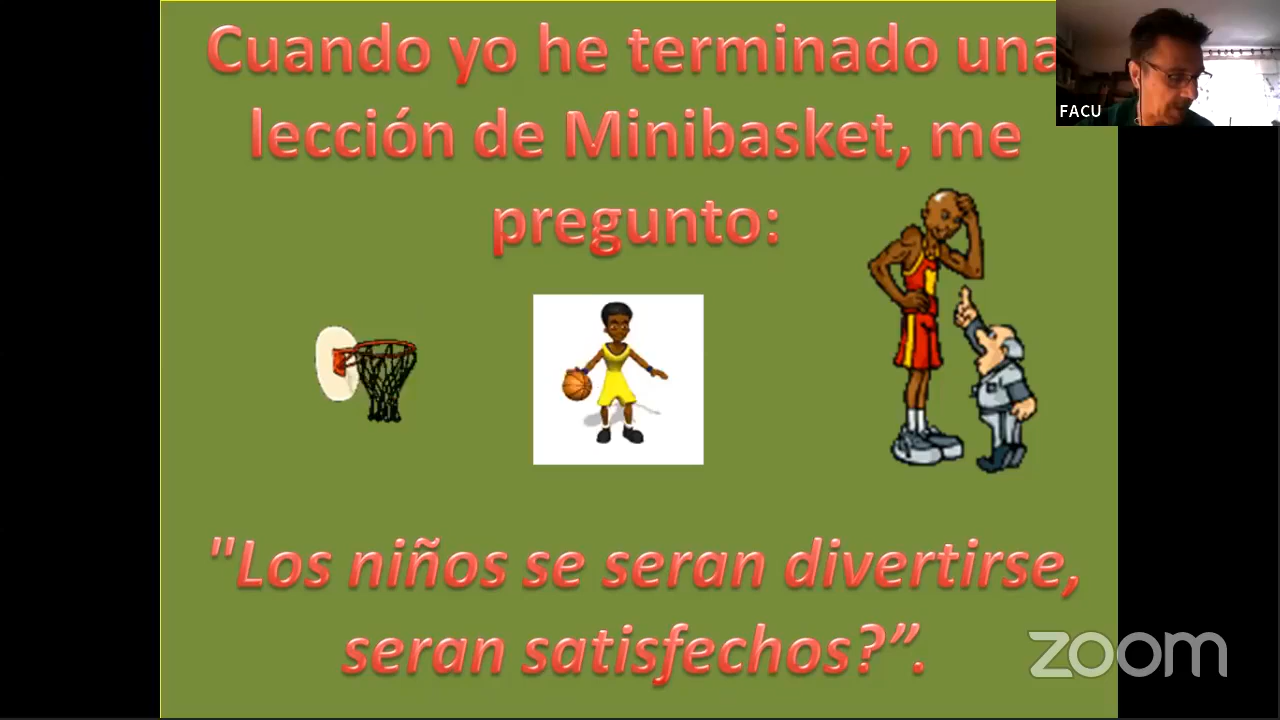 Cuando yo he terminado una
lección de Minibasket, me
pregunto:
FACU
"Los niños se seran divertirse,
seran satisfechos?”.
zoom